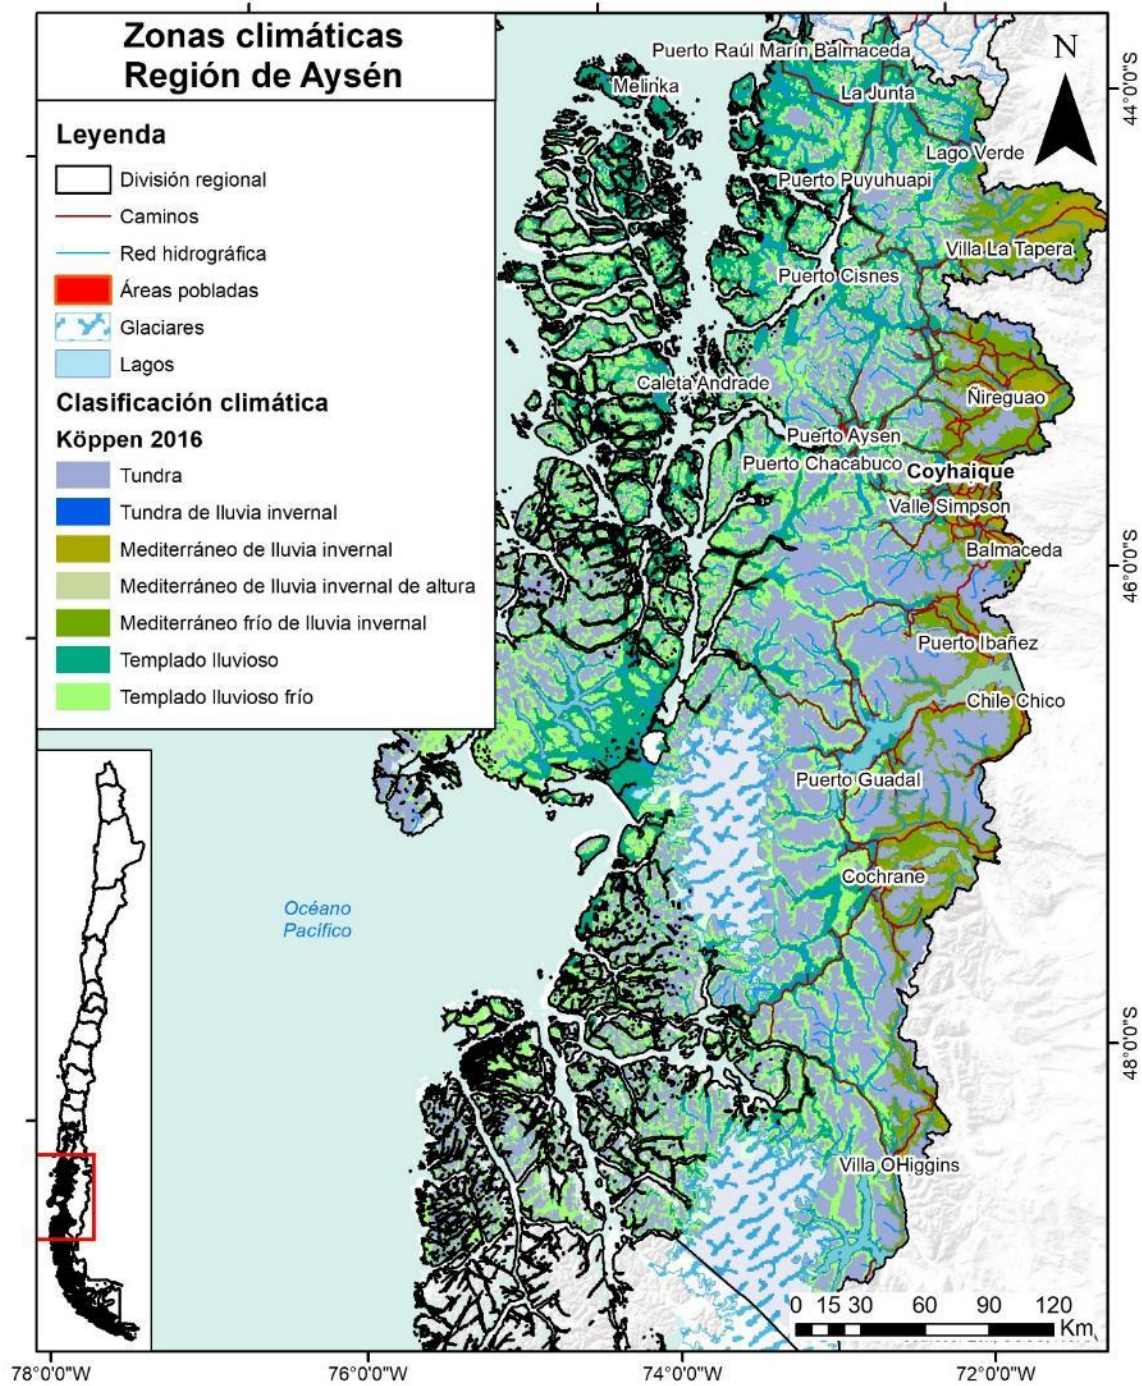 Zonas climáticas
Región de Aysén
Leyenda
División regional
Caminos
Red hidrográfica
Áreas pobladas
Glaciares
Lagos
Clasificación climática
Köppen 2016
Tundra
Tundra de lluvia invernal
Mediterráneo de lluvia invernal
Mediterráneo de lluvia invernal de altura
Mediterráneo frío de lluvia invernal
Templado lluvioso
Templado lluvioso frío
N
Puerto Raúl Marín Balmaceda
Melinka
La Junta
44°0'0"S
Lago Verde
Puerto Puyuhuapi
Villa La Tapera
Puerto Cisnes
Caleta Andrade
Ñireguao
Puerto Aysen
Puerto Chacabuco
Coyhaique
Valle Simpson
Balmaceda
46°0'0"S
Puerto Ibañez
Chile Chico
Puerto Guadal
Cochrane
Océano
Pacífico
48°0'0"S
Villa OHiggins
0 15 30 60 90 120
Km
78°0'0"W 76°0'0"W 74°0'0"W 72°0'0"W